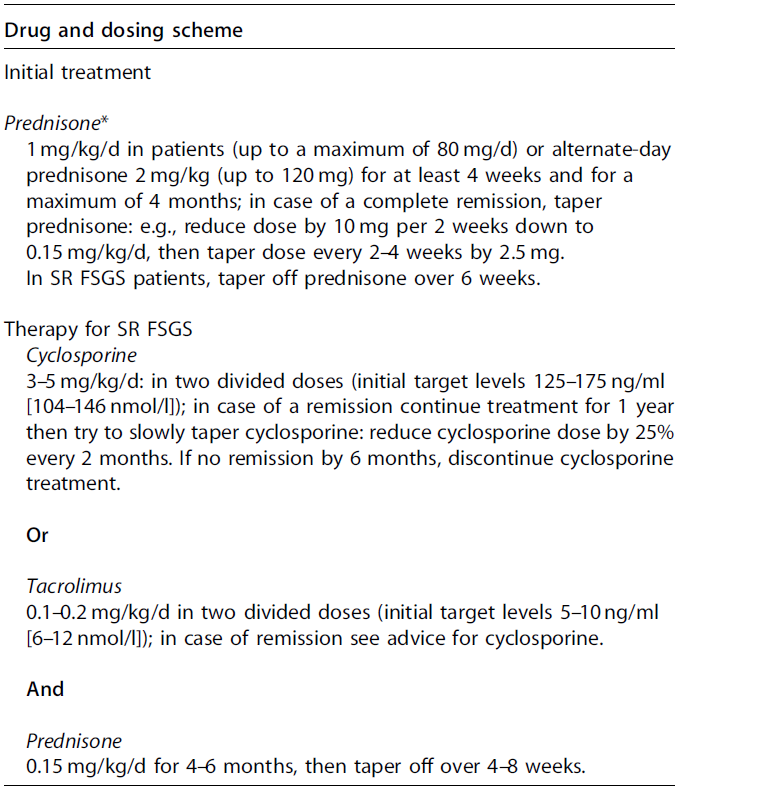 Drug and dosing scheme
Initial treatment
Prednisone*
1 mg/kg/d in patients (up to a maximum of 80 mg/d) or alternate-day
prednisone 2 mg/kg (up to 120 mg) for at least 4 weeks and for a
maximum of 4 months; in case of a complete remission, taper
prednisone: e.g., reduce dose by 10 mg per 2 weeks down to
0.15 mg/kg/d, then taper dose every 2–4 weeks by 2.5 mg.
In SR FSGS patients, taper off prednisone over 6 weeks.
Therapy for SR FSGS
Cyclosporine
3–5 mg/kg/d: in two divided doses (initial target levels 125–175 ng/ml
[104–146 nmol/l]); in case of a remission continue treatment for 1 year
then try to slowly taper cyclosporine: reduce cyclosporine dose by 25%
every 2 months. If no remission by 6 months, discontinue cyclosporine
treatment.
Or
Tacrolimus
0.1–0.2 mg/kg/d in two divided doses (initial target levels 5–10 ng/ml
[6–12 nmol/l]); in case of remission see advice for cyclosporine.
And
Prednisone
0.15 mg/kg/d for 4–6 months, then taper off over 4–8 weeks.